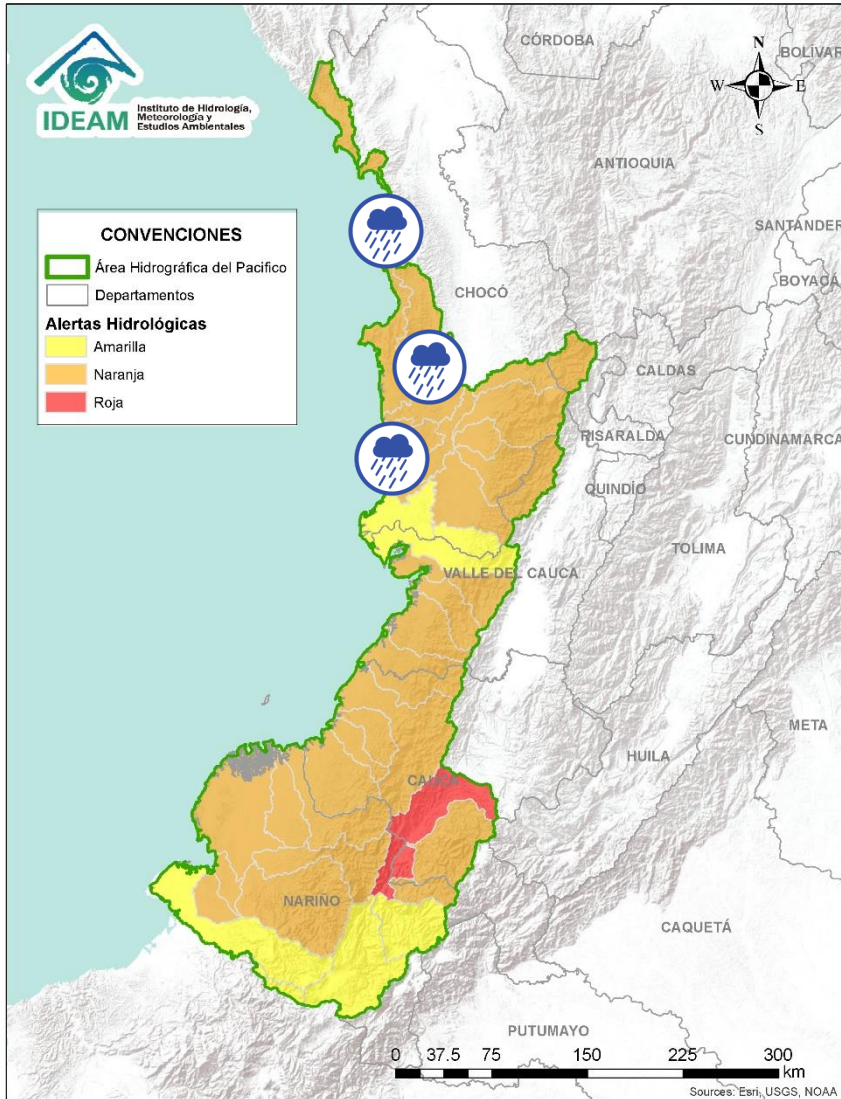 IDEAM
Instituto de Hidrología,
Meteorología y
Estudios Ambientales
CÓRDOBA
BOLÍVAR
N
W
E
S
ANTIOQUIA
SANTANDER
BOYACÁ
CONVENCIONES
Área Hidrográfica del Pacifico
Departamentos
Alertas Hidrológicas
Amarilla
Naranja
Roja
CHOCÓ
CALDAS
RISARALDA
CUNDINAMARCA
QUINDÍO
TOLIMA
VALLE DEL CAUCA
META
HUILA
CAUCA
NARIÑO
CAQUETÁ
PUTUMAYO
0 37.5 75 150 225 300
km
Sources: Esri, USGS, NOAA